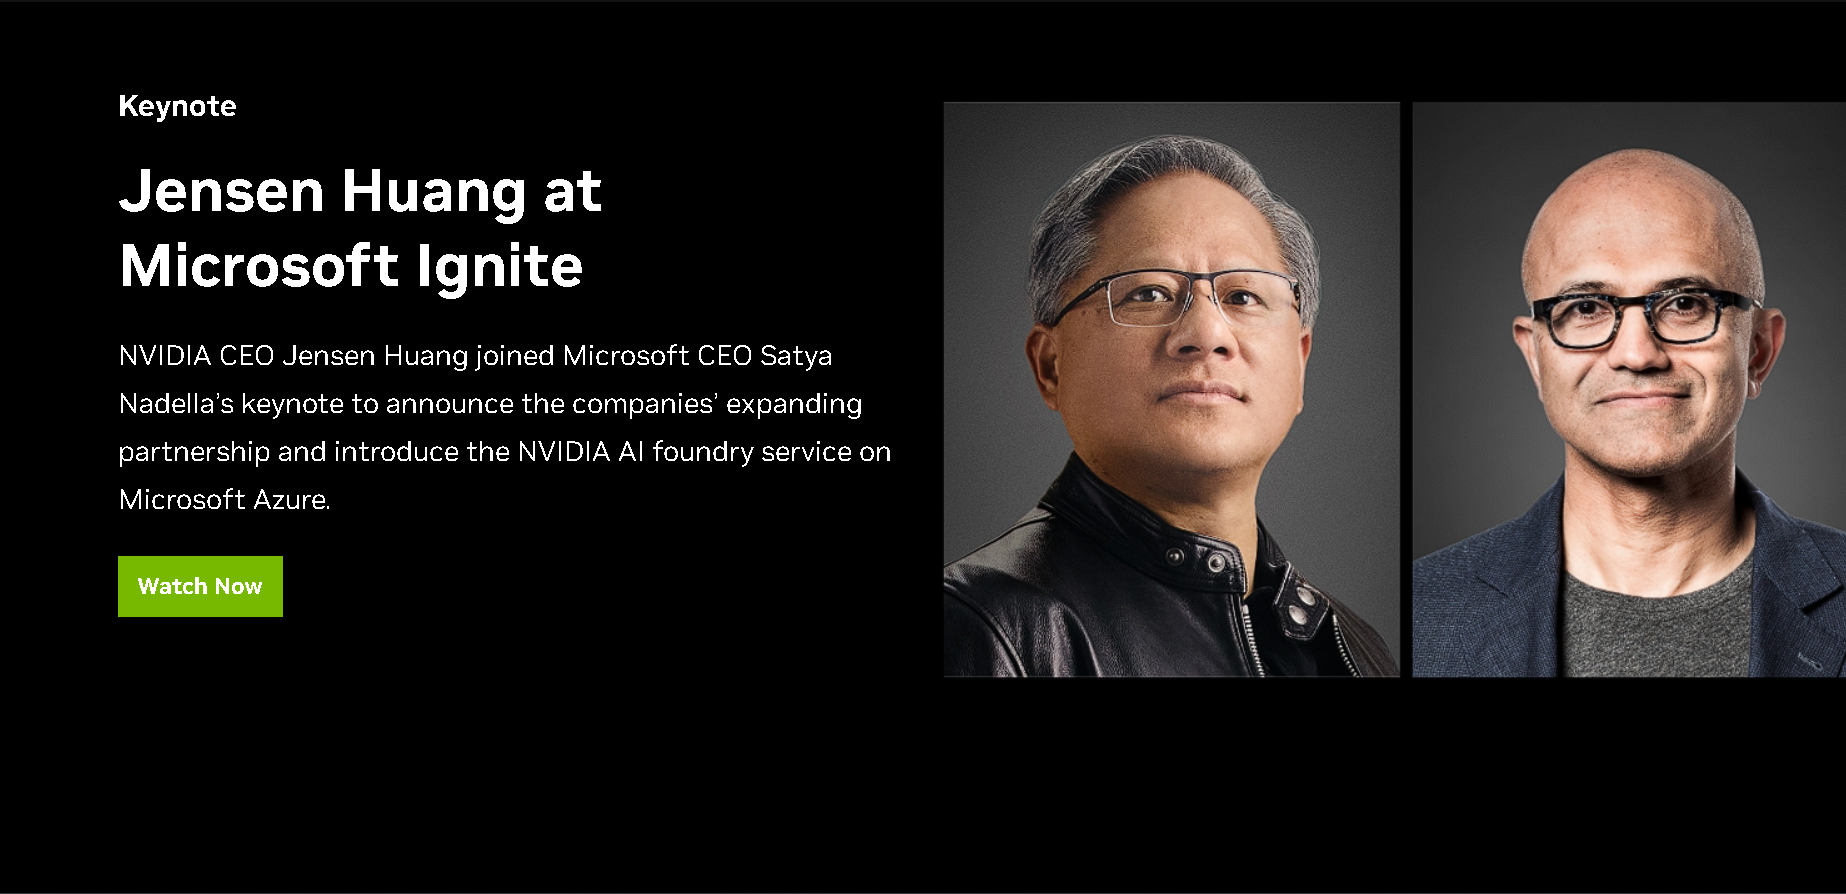 Keynote
Jensen Huang at
Microsoft Ignite
NVIDIA CEO Jensen Huang joined Microsoft CEO Satya
Nadella’s keynote to announce the companies’ expanding
partnership and introduce the NVIDIA AI foundry service on
Microsoft Azure.
Watch Now